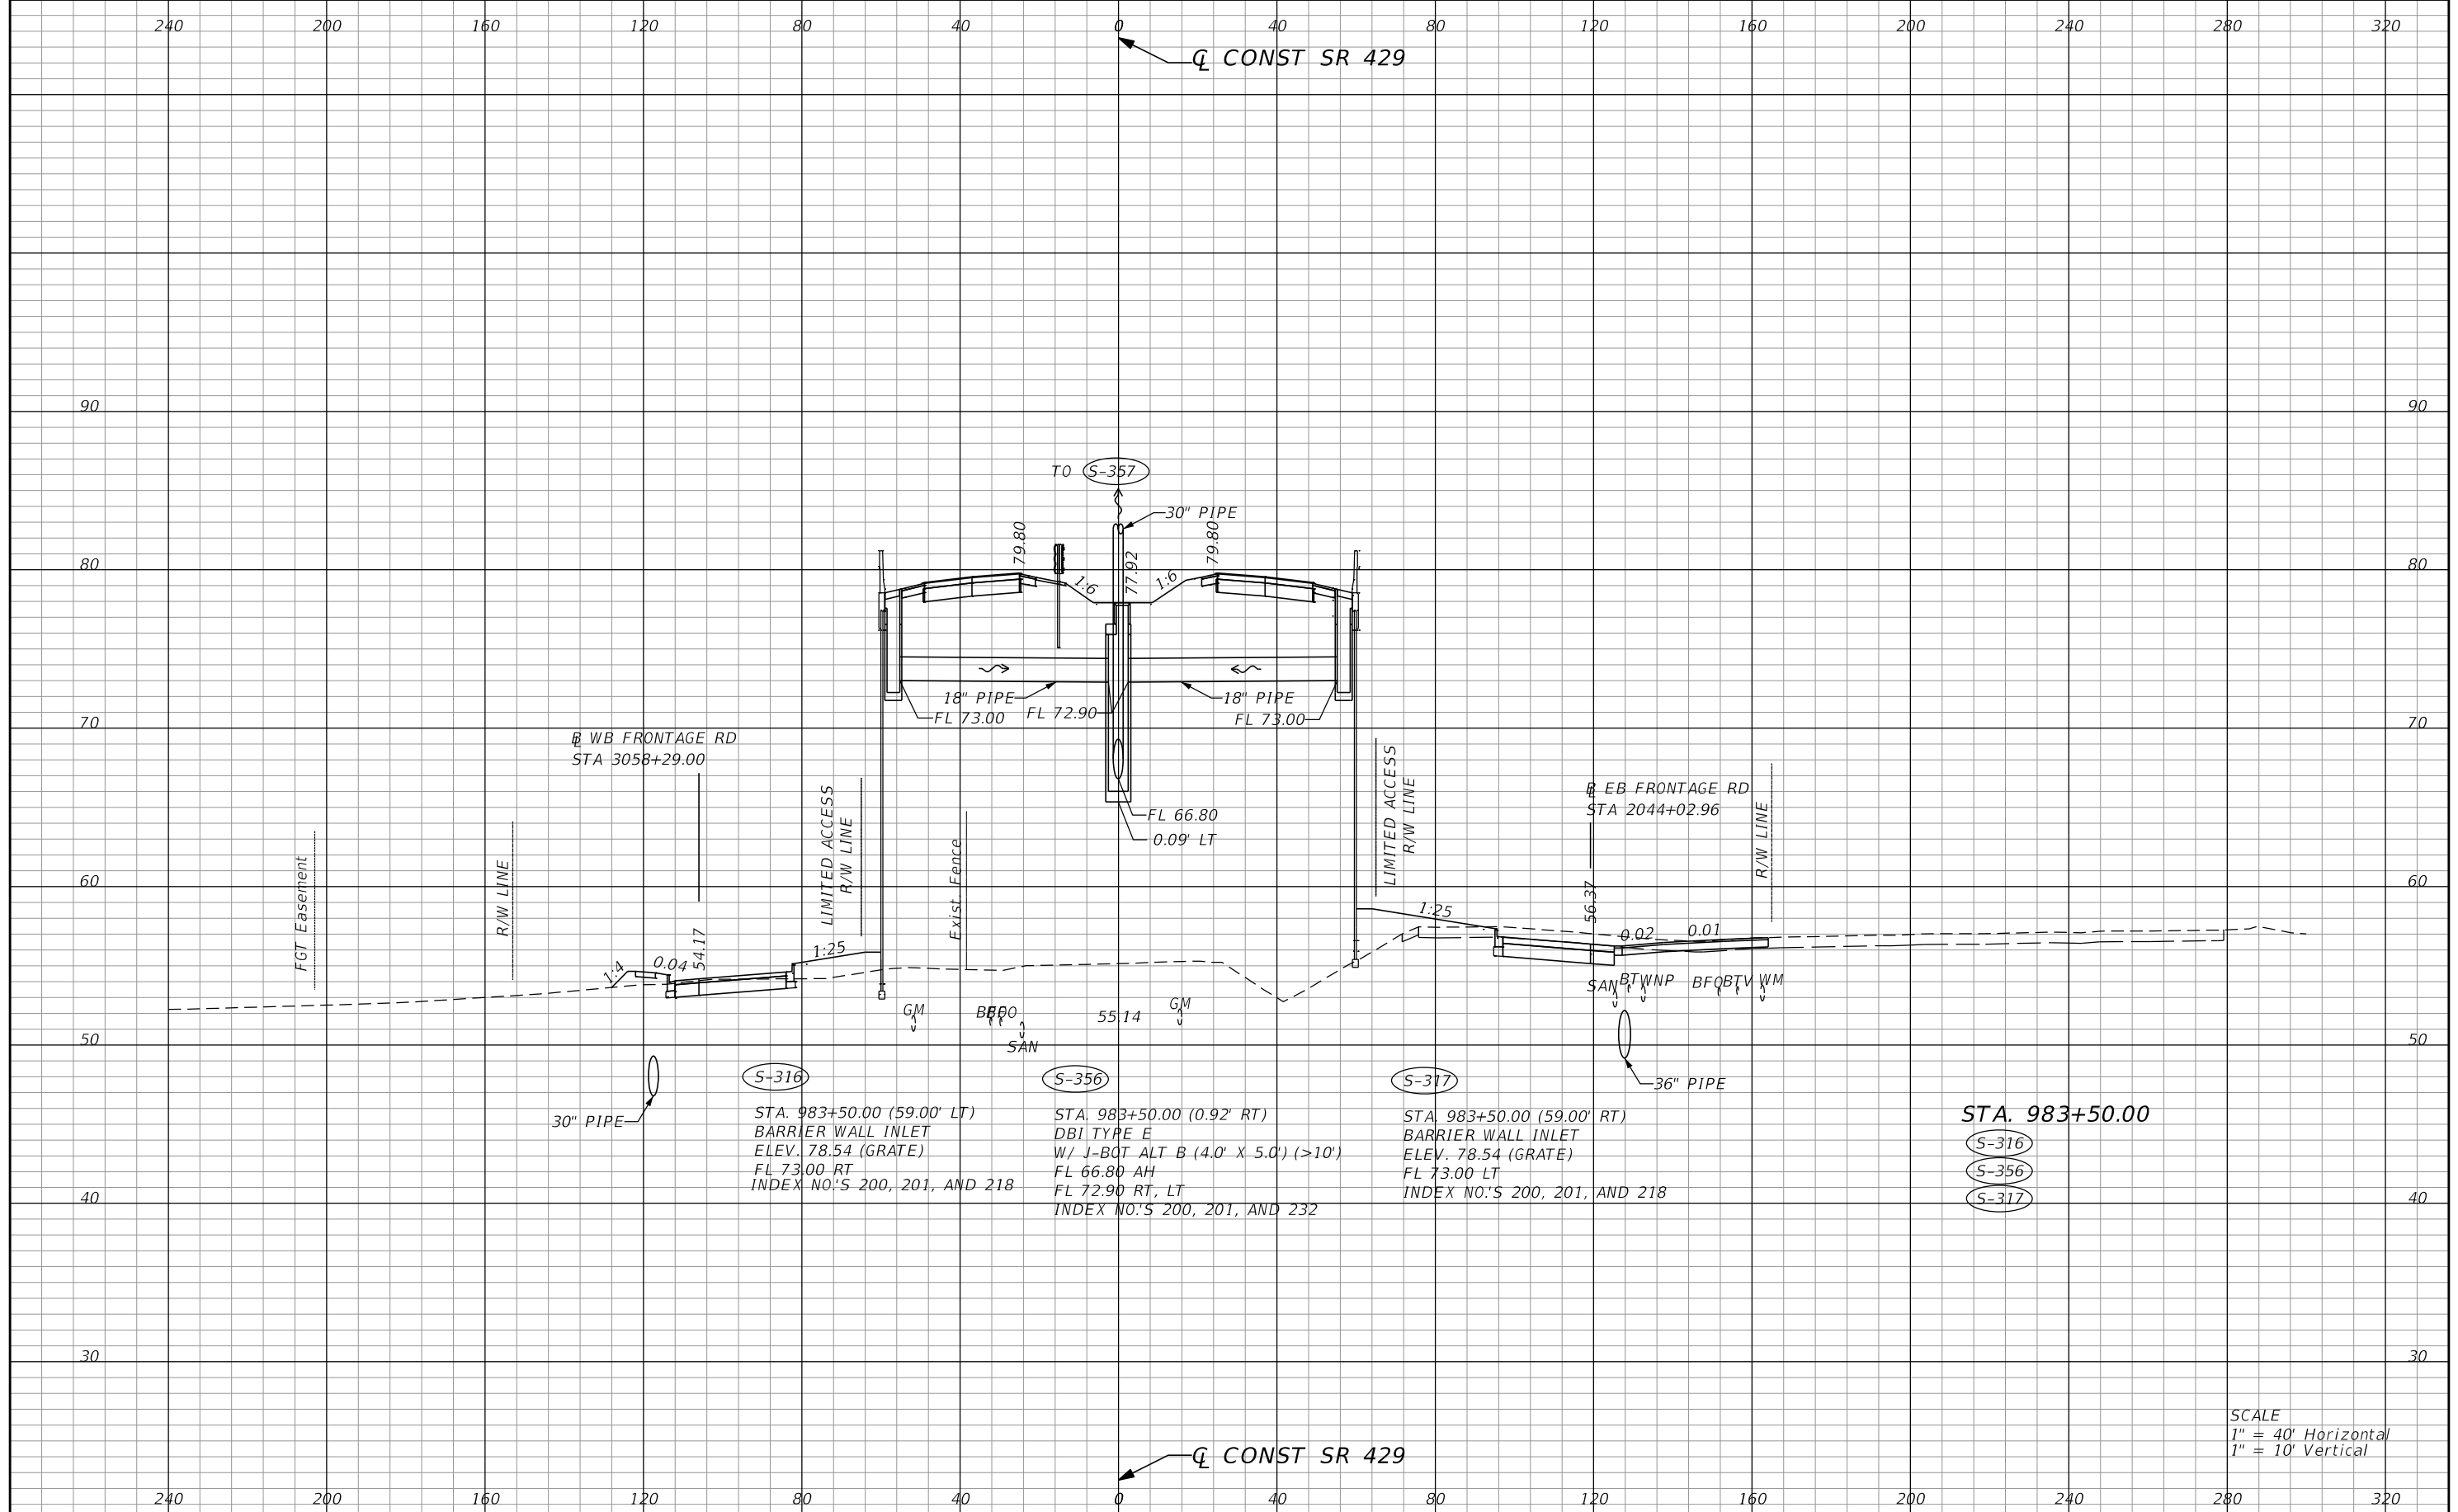 240 200 160 120 80 40 0 40 80 120 160 200 240 280 320
℄ CONST SR 429
90 90
TO S-357
30" PIPE
80 79.80 77.92 79.80 80
1:6 1:6
18" PIPE 18" PIPE
FL 73.00 FL 72.90 FL 73.00
70 70
WB FRONTAGE RD
STA 3058+29.00
LIMITED ACCESS
R/W LINE
LIMITED ACCESS
R/W LINE
EB FRONTAGE RD
STA 2044+02.96
FL 66.80
0.09' LT
FGT Easement
R/W LINE
Exist. Fence
R/W LINE
60 60
54.17
56.37
1:4 0.04 1:25
1:25 0.02 0.01
GM SAN 55.14 GM
SAN BTWNP BFO BTV WM
50 50
30" PIPE
36" PIPE
S-316
STA. 983+50.00 (59.00' LT)
BARRIER WALL INLET
ELEV. 78.54 (GRATE)
FL 73.00 RT
INDEX NO.'S 200, 201, AND 218
S-356
STA. 983+50.00 (0.92' RT)
DBI TYPE E
W/ J-BOT ALT B (4.0' X 5.0') (>10')
FL 66.80 AH
FL 72.90 RT, LT
INDEX NO.'S 200, 201, AND 232
S-317
STA. 983+50.00 (59.00' RT)
BARRIER WALL INLET
ELEV. 78.54 (GRATE)
FL 73.00 LT
INDEX NO.'S 200, 201, AND 218
STA. 983+50.00
S-316
S-356
S-317
40 40
30 30
SCALE
1" = 40' Horizontal
1" = 10' Vertical
℄ CONST SR 429
240 200 160 120 80 40 0 40 80 120 160 200 240 280 320